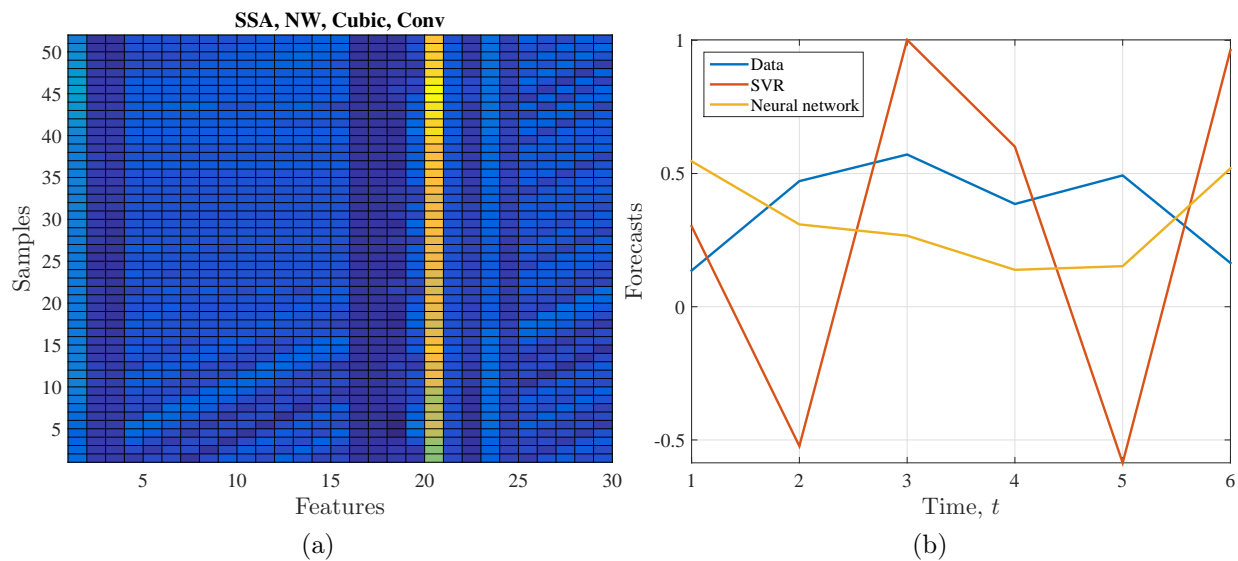 SSA, NW, Cubic, Conv
50
45
40
35
30
25
20
15
10
5
Samples
5 10 15 20 25 30
Features
(a)
Data
SVR
Neural network
1
0.5
0
-0.5
Forecasts
1 2 3 4 5 6
Time, t
(b)